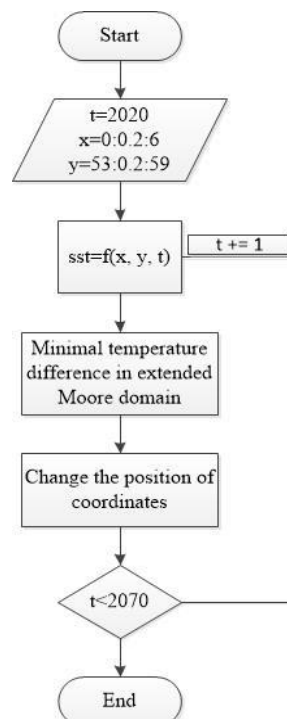 Start
t=2020
x=0:0.2:6
y=53:0.2:59
sst=f(x, y, t)
t += 1
Minimal temperature
difference in extended
Moore domain
Change the position of
coordinates
t<2070
End